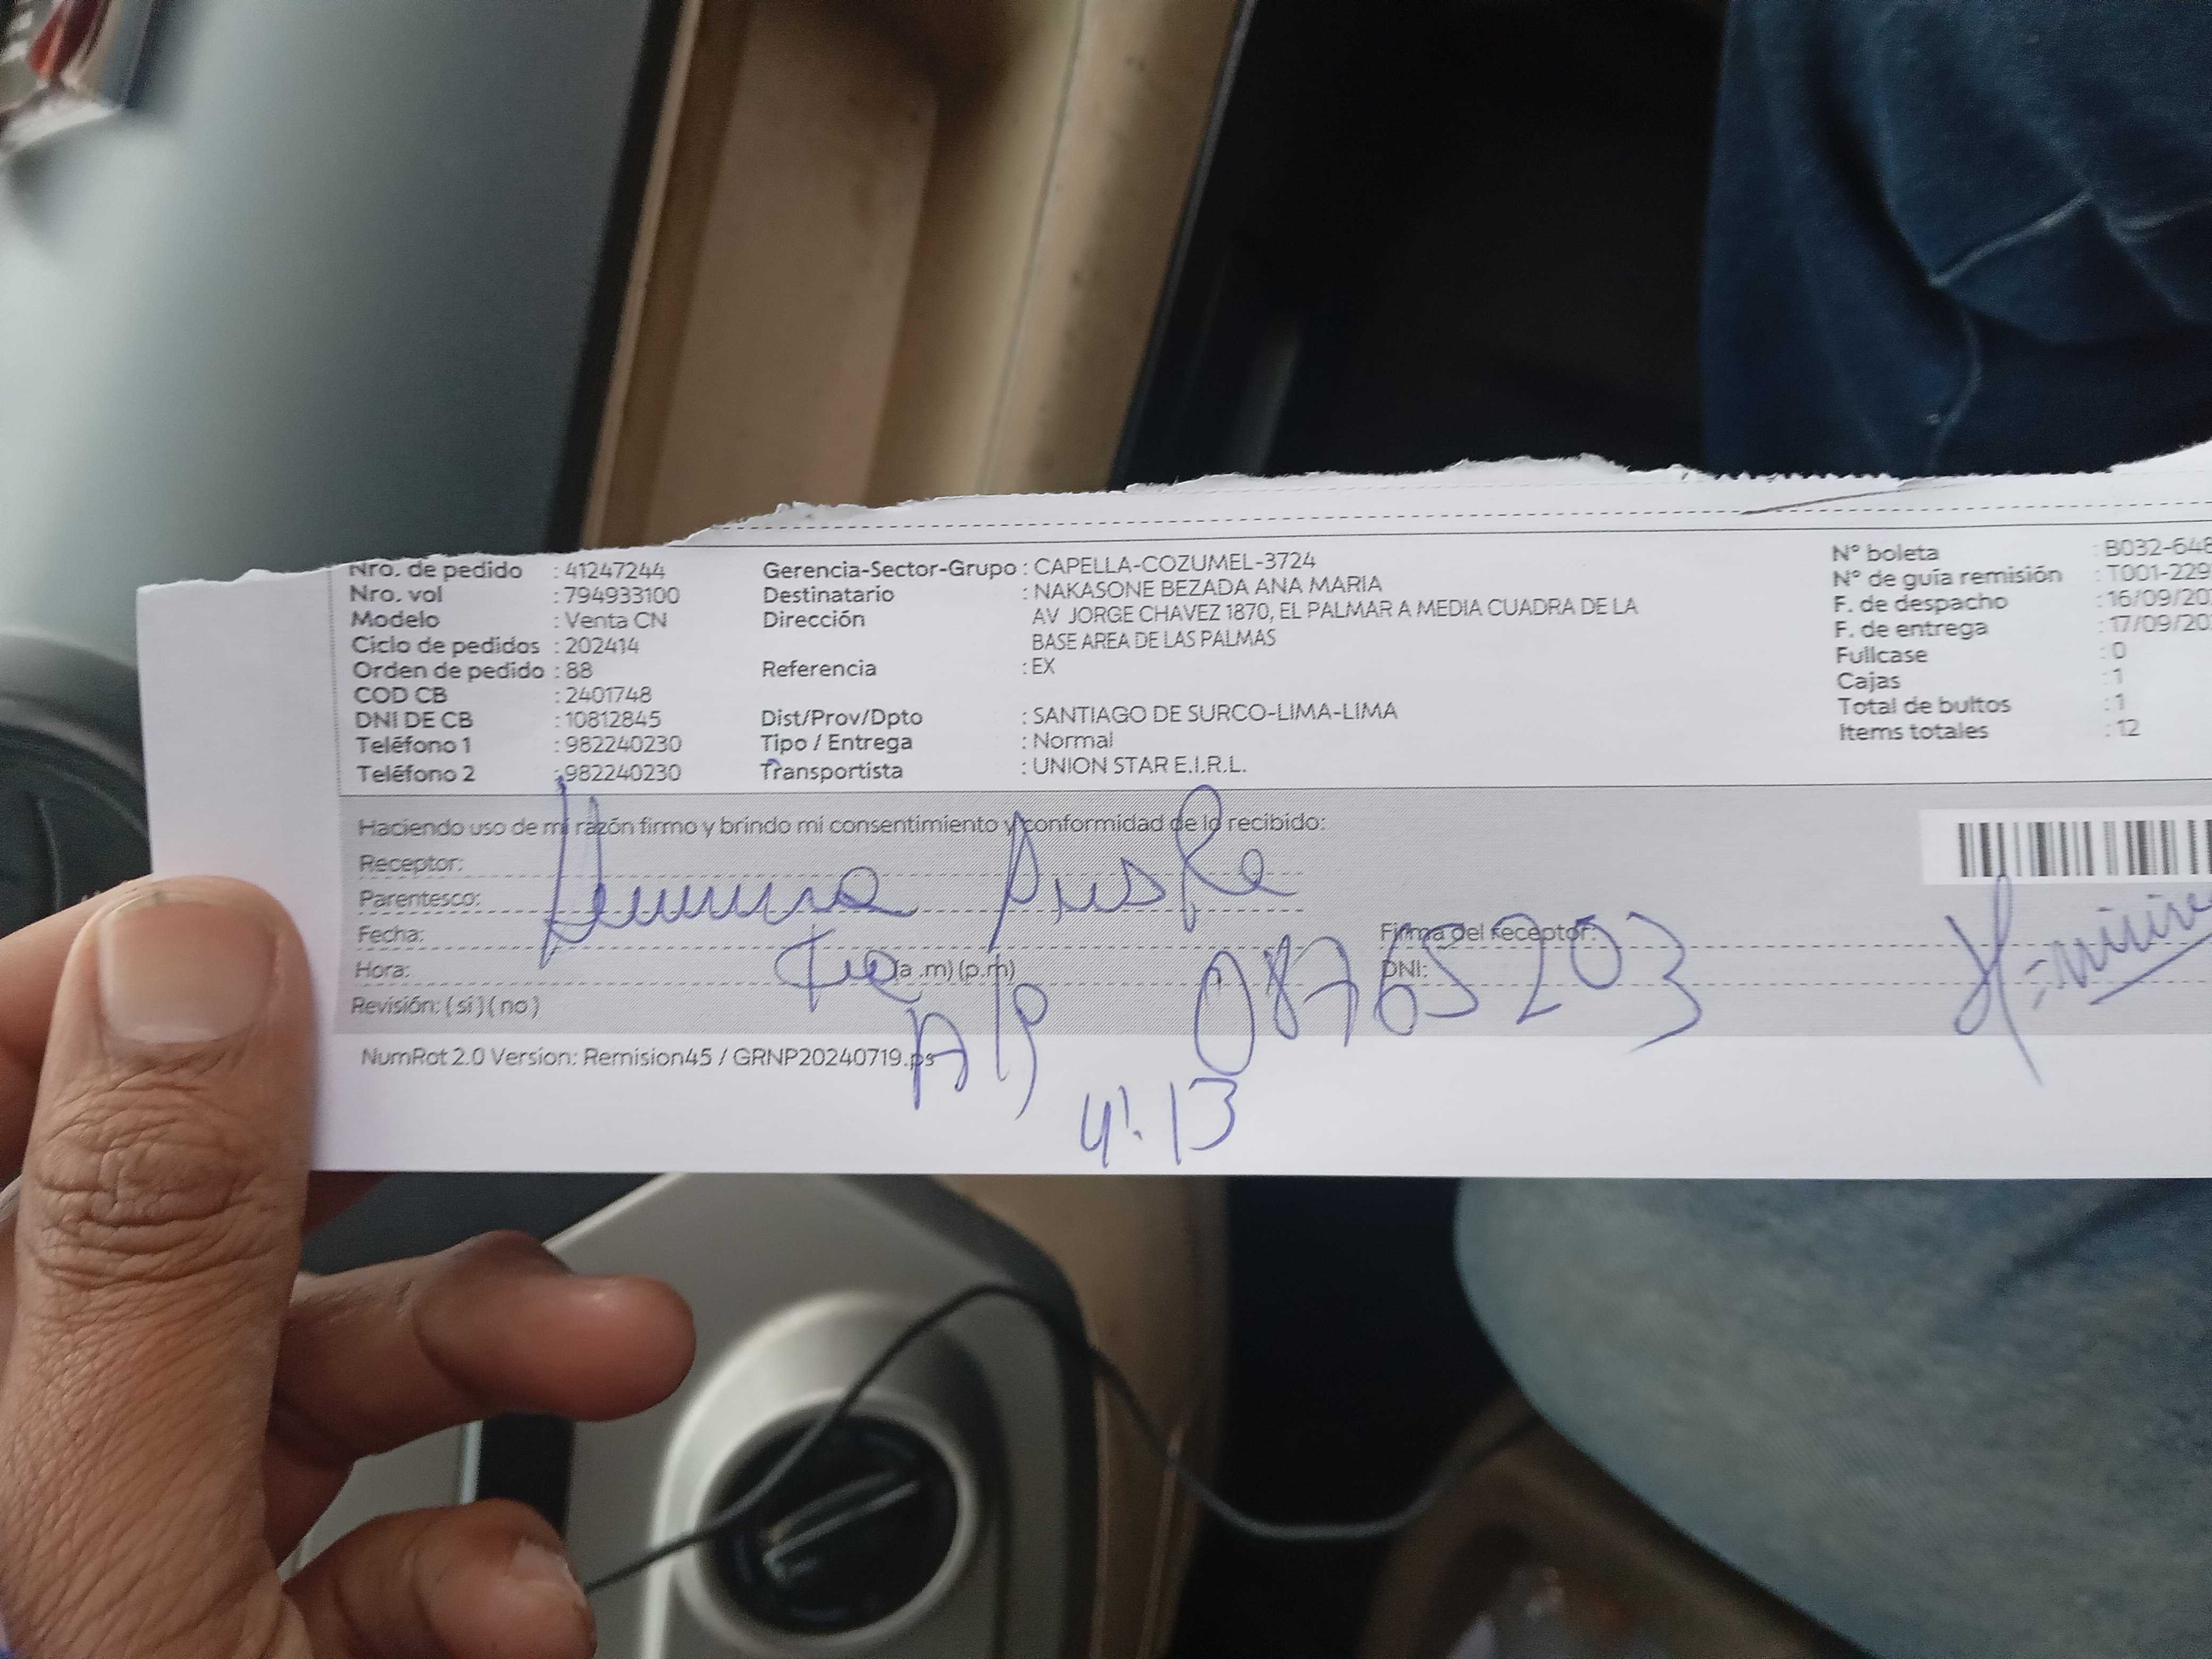 Nro. de pedido : 41247244
Nro. vol : 794933100
Modelo : Venta CN
Ciclo de pedidos : 202414
Orden de pedido : 88
COD CB : 2401748
DNI DE CB : 10812845
Teléfono 1 : 982240230
Teléfono 2 : 982240230
Gerencia-Sector-Grupo : CAPELLA-COZUMEL-3724
Destinatario : NAKASONE BEZADA ANA MARIA
Dirección AV JORGE CHAVEZ 1870, EL PALMAR A MEDIA CUADRA DE LA
BASE AREA DE LAS PALMAS
Referencia : EX
Dist/Prov/Dpto : SANTIAGO DE SURCO-LIMA-LIMA
Tipo / Entrega : Normal
Transportista : UNION STAR E.I.R.L.
N° boleta : B032-648
N° de guía remisión : T001-229
F. de despacho : 16/09/20
F. de entrega : 17/09/20
Fullcase : 0
Cajas : 1
Total de bultos : 1
Items totales : 12
Haciendo uso de mi razón firmo y brindo mi consentimiento y conformidad de lo recibido:
Receptor:
Parentesco:
Fecha:
Hora: (a.m) (p.m)
Revisión: ( si ) ( no )
Firma del receptor:
DNI:
08765203
4:13
NumRot 2.0 Version: Remision45 / GRNP20240719.ps